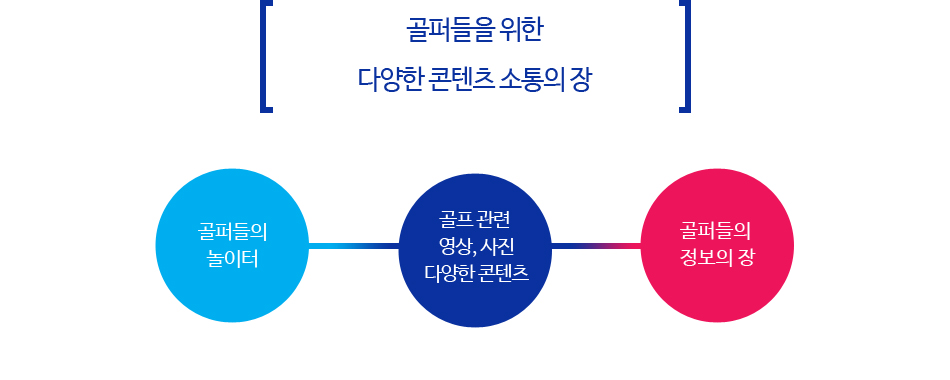 골퍼들을 위한
다양한 콘텐츠 소통의 장
골퍼들의
놀이터
골프 관련
영상, 사진
다양한 콘텐츠
골퍼들의
정보의 장